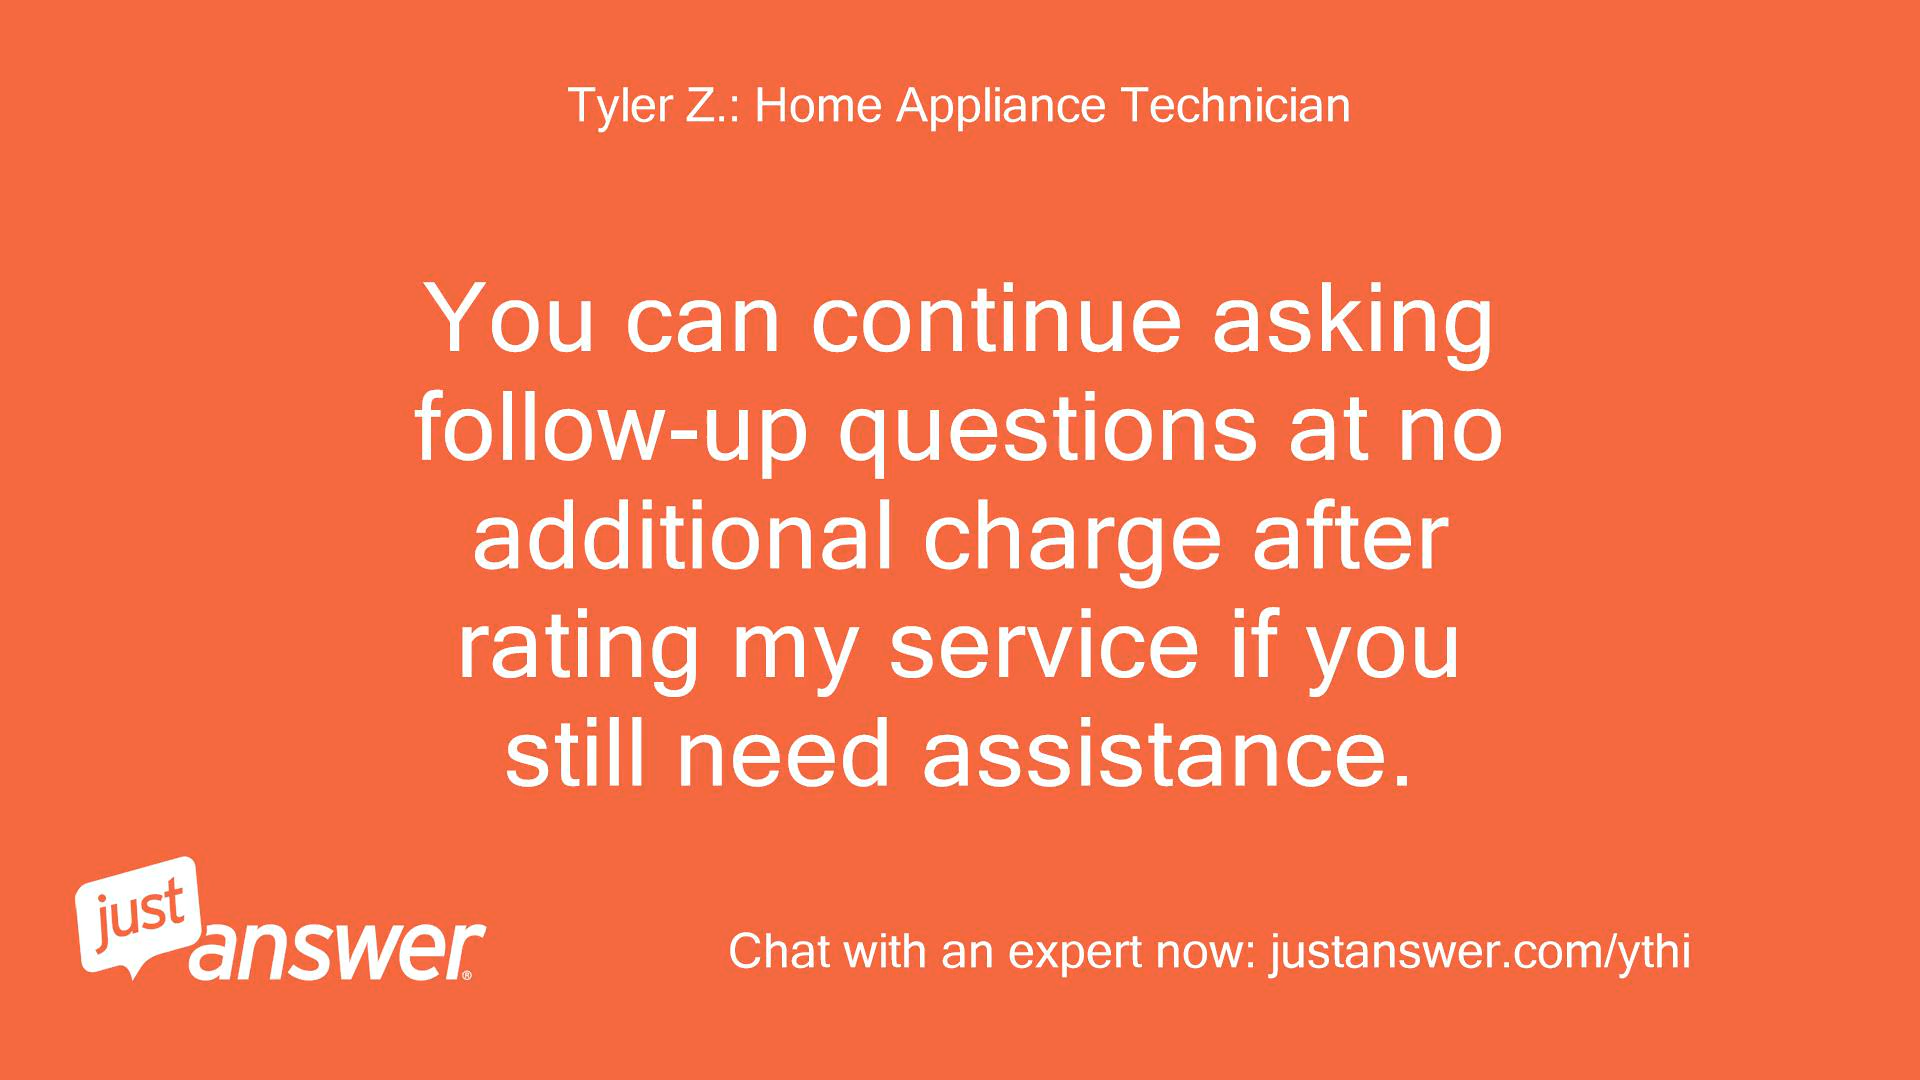 Tyler Z.: Home Appliance Technician
You can continue asking
follow-up questions at no
additional charge after
rating my service if you
still need assistance.
just
answer®
Chat with an expert now: justanswer.com/ythi